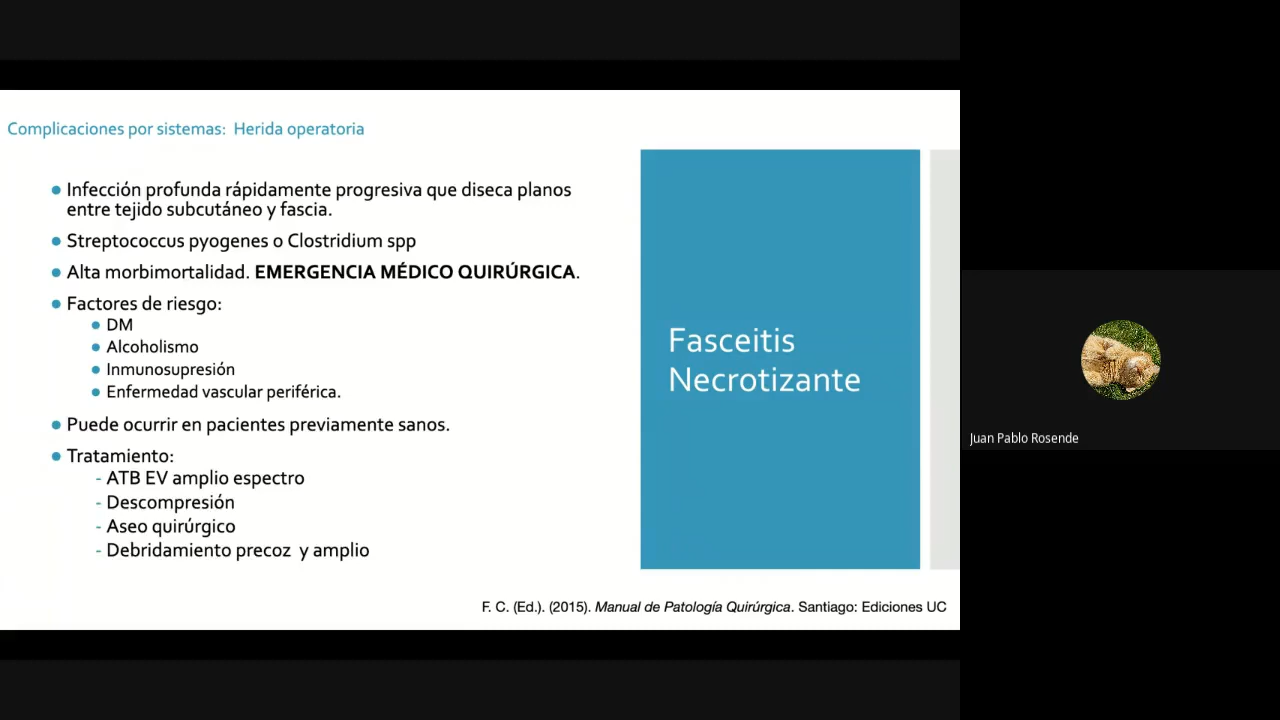 Complicaciones por sistemas: Herida operatoria
Infección profunda rápidamente progresiva que diseca planos
entre tejido subcutáneo y fascia.
Streptococcus pyogenes o Clostridium spp
Alta morbimortalidad. EMERGENCIA MÉDICO QUIRÚRGICA.
Factores de riesgo:
DM
Alcoholismo
Inmunosupresión
Enfermedad vascular periférica.
Puede ocurrir en pacientes previamente sanos.
Tratamiento:
- ATB EV amplio espectro
- Descompresión
- Aseo quirúrgico
- Debridamiento precoz y amplio
Fasceitis
Necrotizante
F. C. (Ed.). (2015). Manual de Patología Quirúrgica. Santiago: Ediciones UC
Juan Pablo Rosende